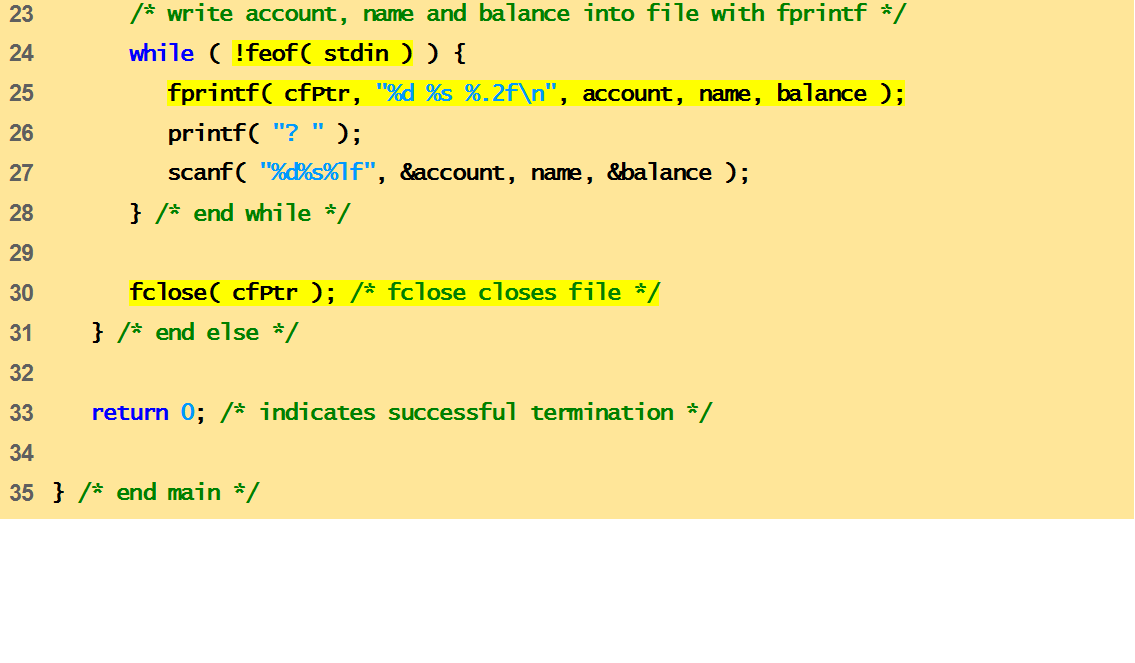 23 /* write account, name and balance into file with fprintf */
24 while ( !feof( stdin ) ) {
25 fprintf( cfPtr, "%d %s %.2f\n", account, name, balance );
26 printf( "? " );
27 scanf( "%d%s%lf", &account, name, &balance );
28 } /* end while */
29
30 fclose( cfPtr ); /* fclose closes file */
31 } /* end else */
32
33 return 0; /* indicates successful termination */
34
35 } /* end main */